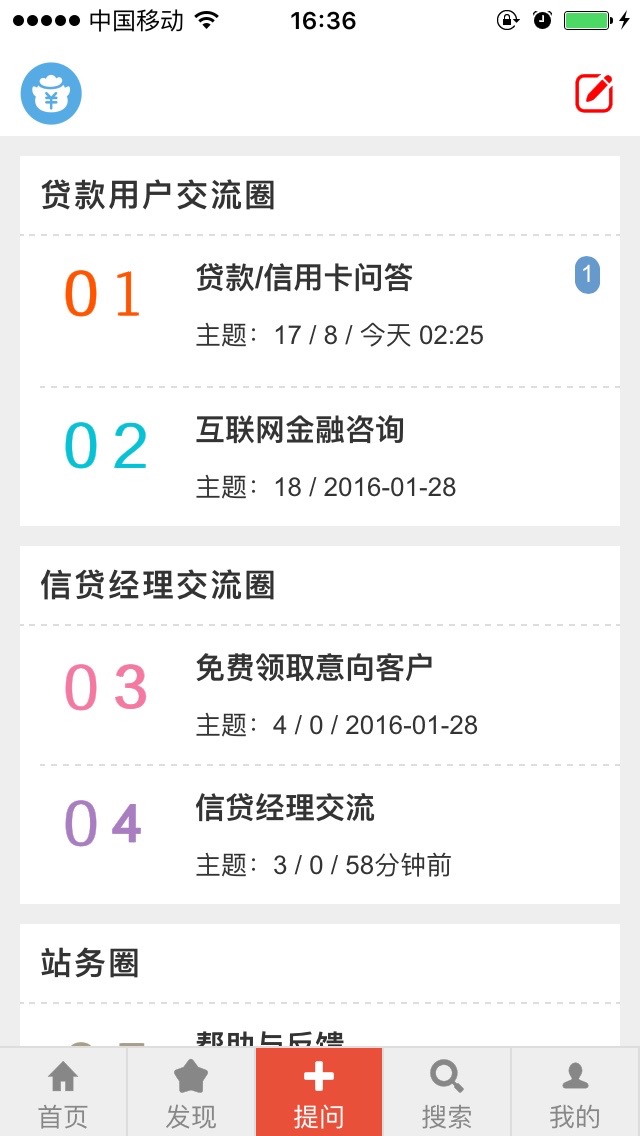 中国移动 16:36
¥
贷款用户交流圈
01 贷款/信用卡问答 1
主题：17 / 8 / 今天 02:25
02 互联网金融咨询
主题：18 / 2016-01-28
信贷经理交流圈
03 免费领取意向客户
主题：4 / 0 / 2016-01-28
04 信贷经理交流
主题：3 / 0 / 58分钟前
站务圈
05 帮助与反馈
首页 发现 提问 搜索 我的